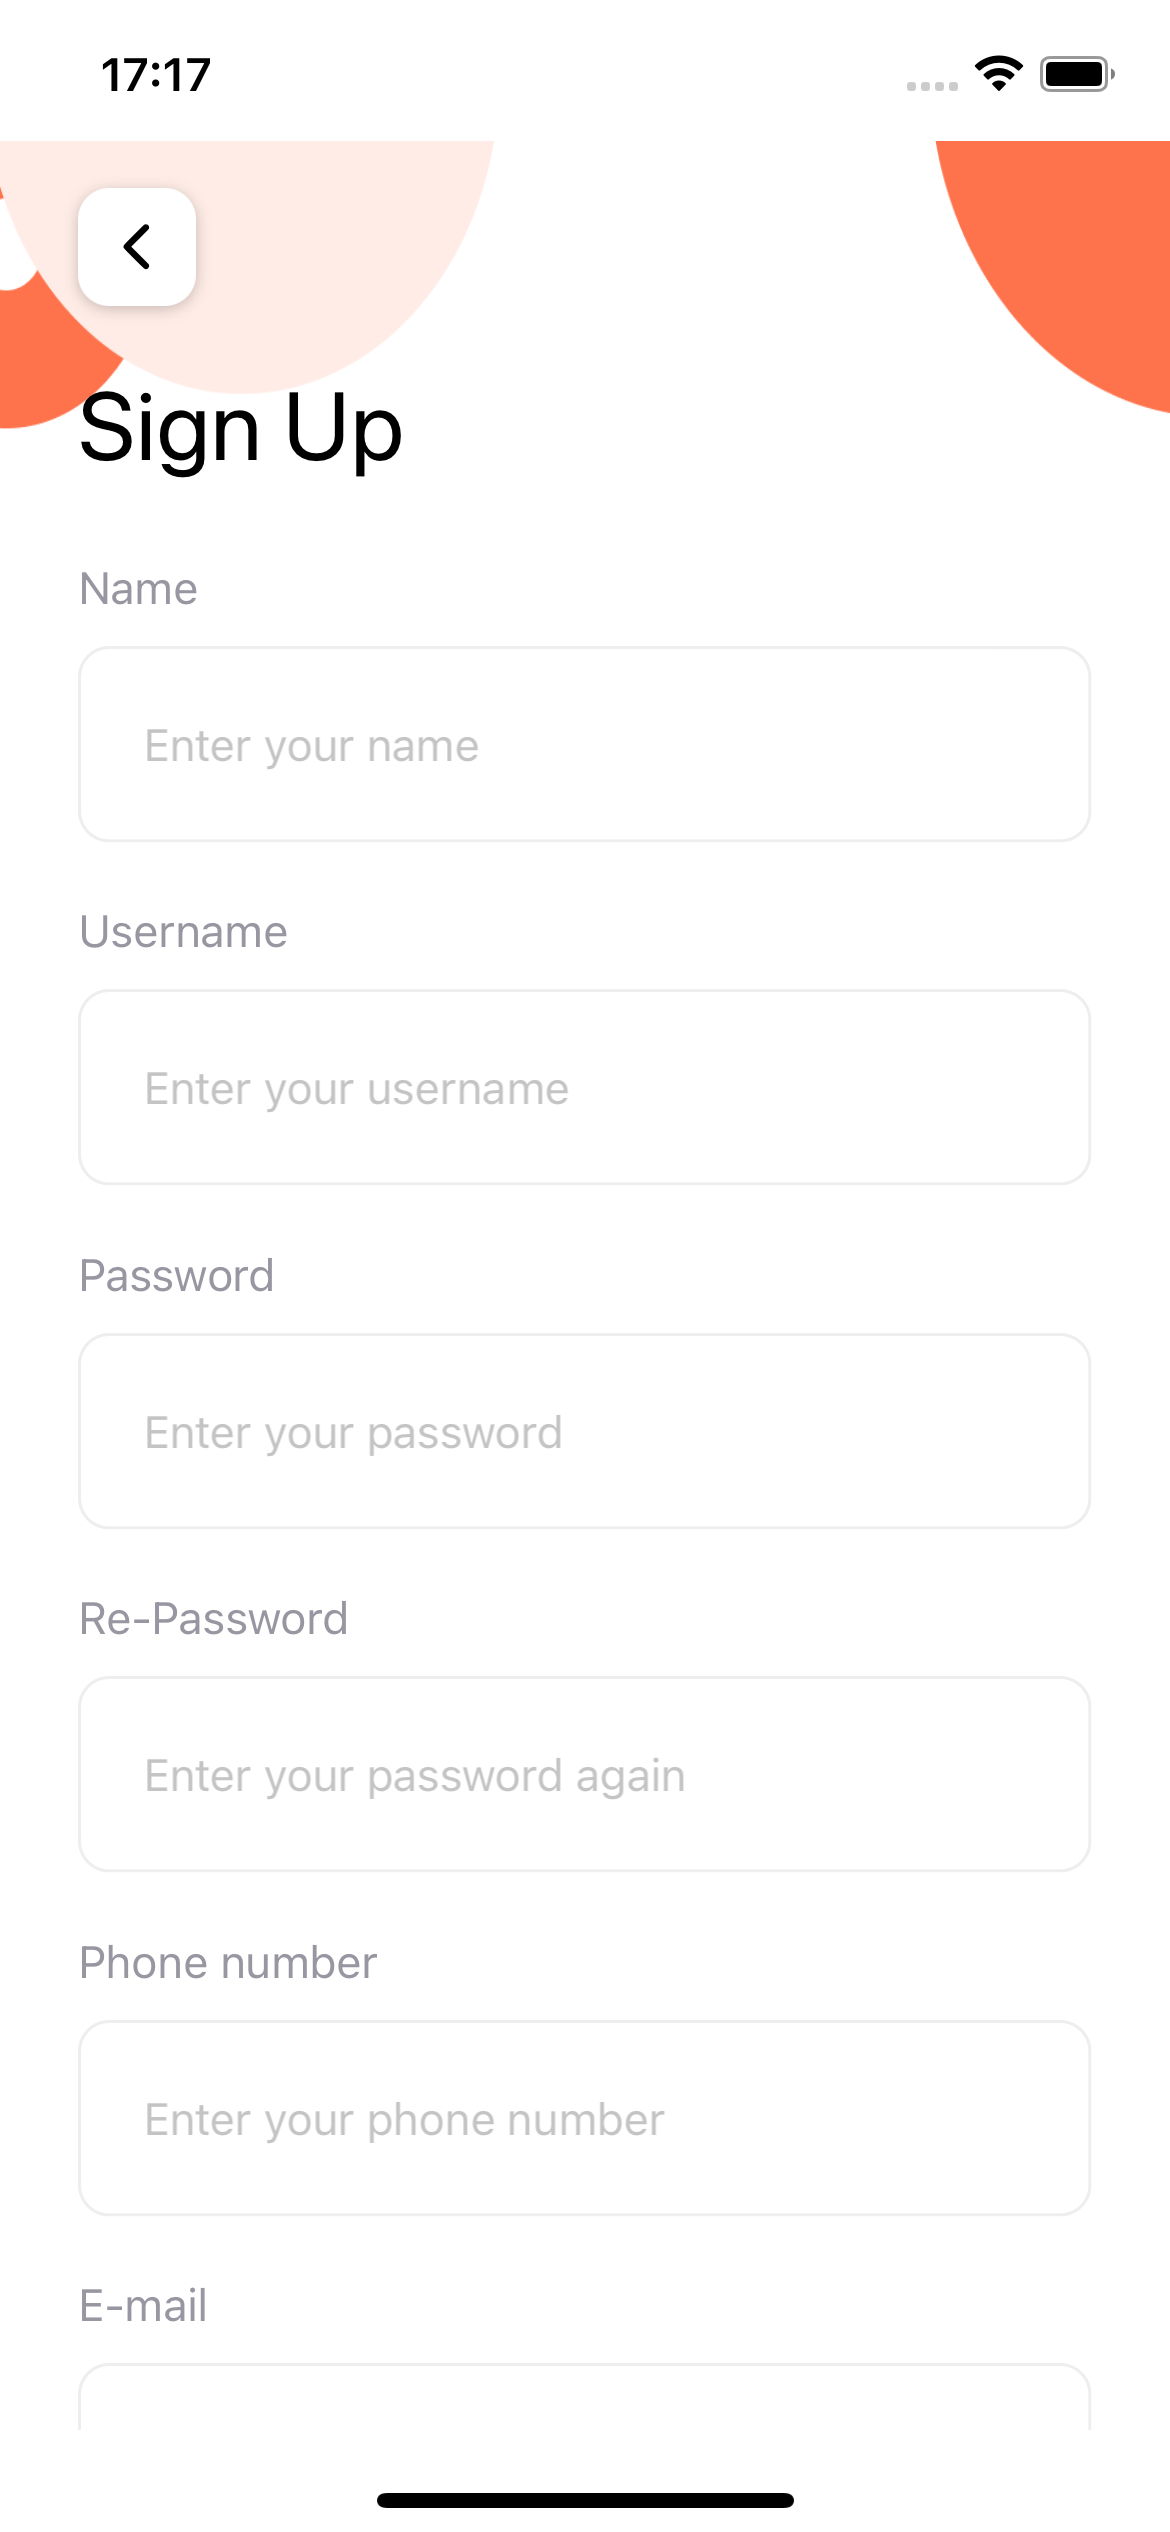 17:17
Sign Up
Name
Enter your name
Username
Enter your username
Password
Enter your password
Re-Password
Enter your password again
Phone number
Enter your phone number
E-mail